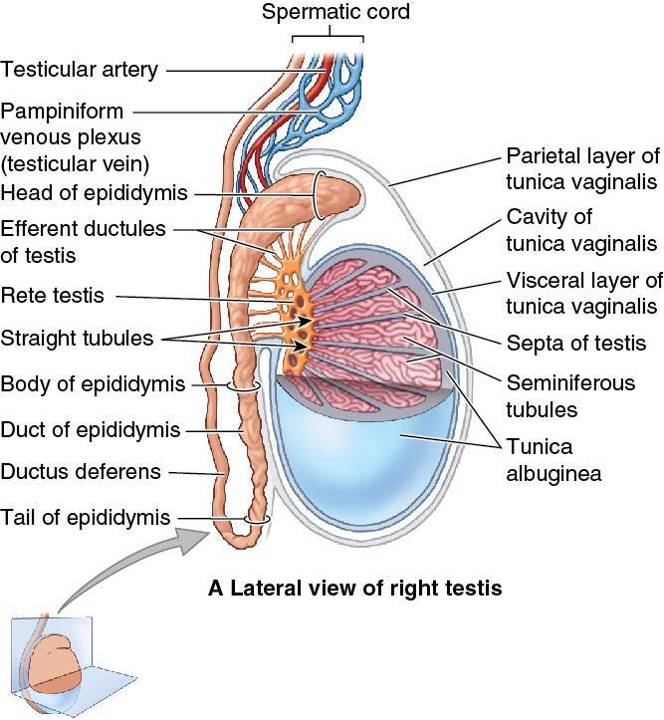 Spermatic cord
Testicular artery
Pampiniform
venous plexus
(testicular vein)
Head of epididymis
Efferent ductules
of testis
Rete testis
Straight tubules
Body of epididymis
Duct of epididymis
Ductus deferens
Tail of epididymis
Parietal layer of
tunica vaginalis
Cavity of
tunica vaginalis
Visceral layer of
tunica vaginalis
Septa of testis
Seminiferous
tubules
Tunica
albuginea
A Lateral view of right testis